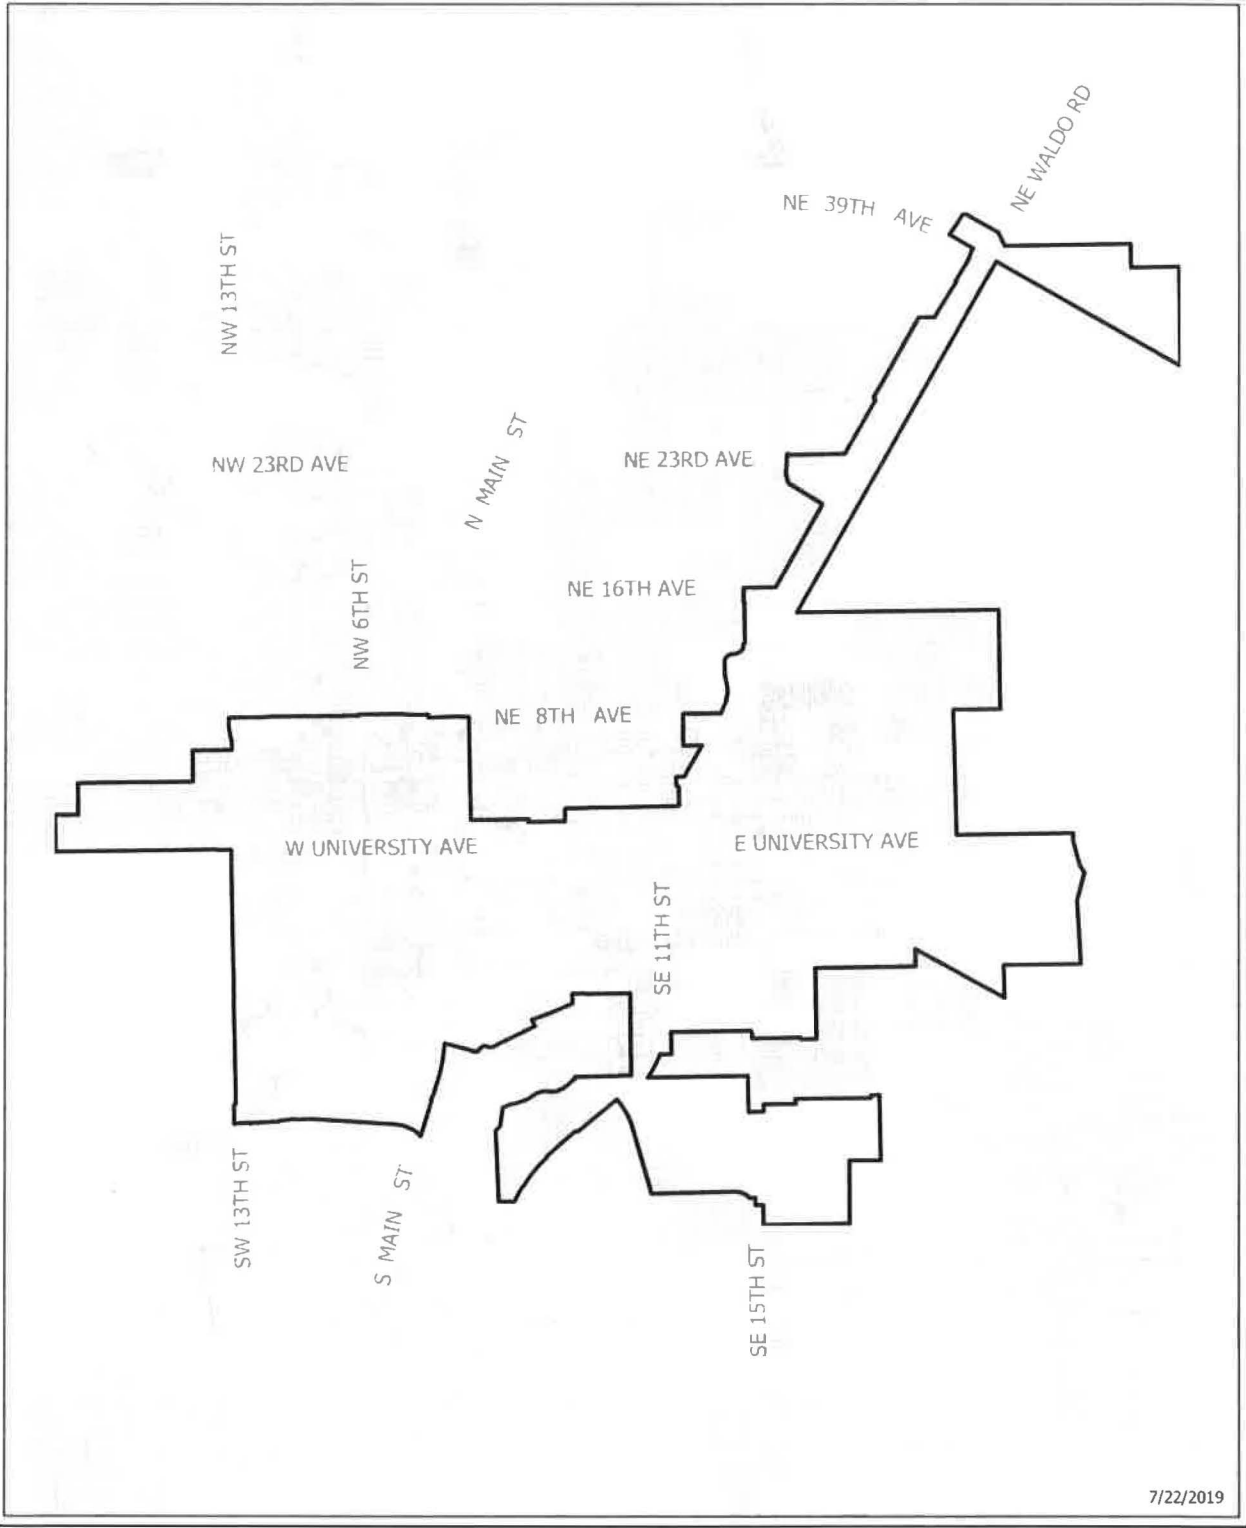 NE WALDO RD
NE 39TH AVE
NW 13TH ST
N MAIN ST
NW 23RD AVE
NE 23RD AVE
NW 6TH ST
NE 16TH AVE
NE 8TH AVE
W UNIVERSITY AVE
E UNIVERSITY AVE
SE 11TH ST
SW 13TH ST
S MAIN ST
SE 15TH ST
7/22/2019